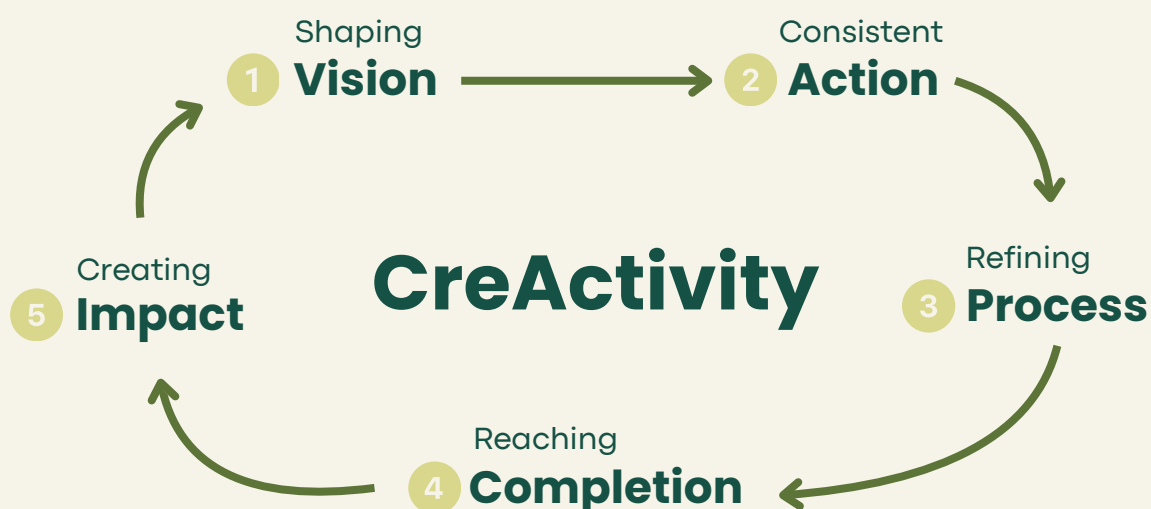 Shaping
1 Vision
Consistent
2 Action
Refining
3 Process
Reaching
4 Completion
Creating
5 Impact
CreActivity